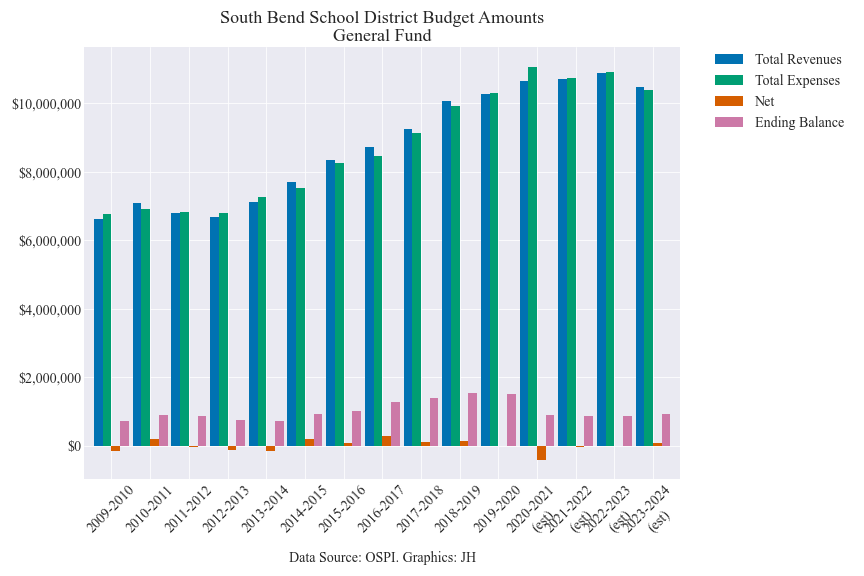 South Bend School District Budget Amounts
General Fund
Total Revenues
Total Expenses
Net
Ending Balance
$10,000,000
$8,000,000
$6,000,000
$4,000,000
$2,000,000
$0
2009-2010
2010-2011
2011-2012
2012-2013
2013-2014
2014-2015
2015-2016
2016-2017
2017-2018
2018-2019
2019-2020
2020-2021
(est)
2021-2022
(est)
2022-2023
(est)
2023-2024
(est)
Data Source: OSPI. Graphics: JH